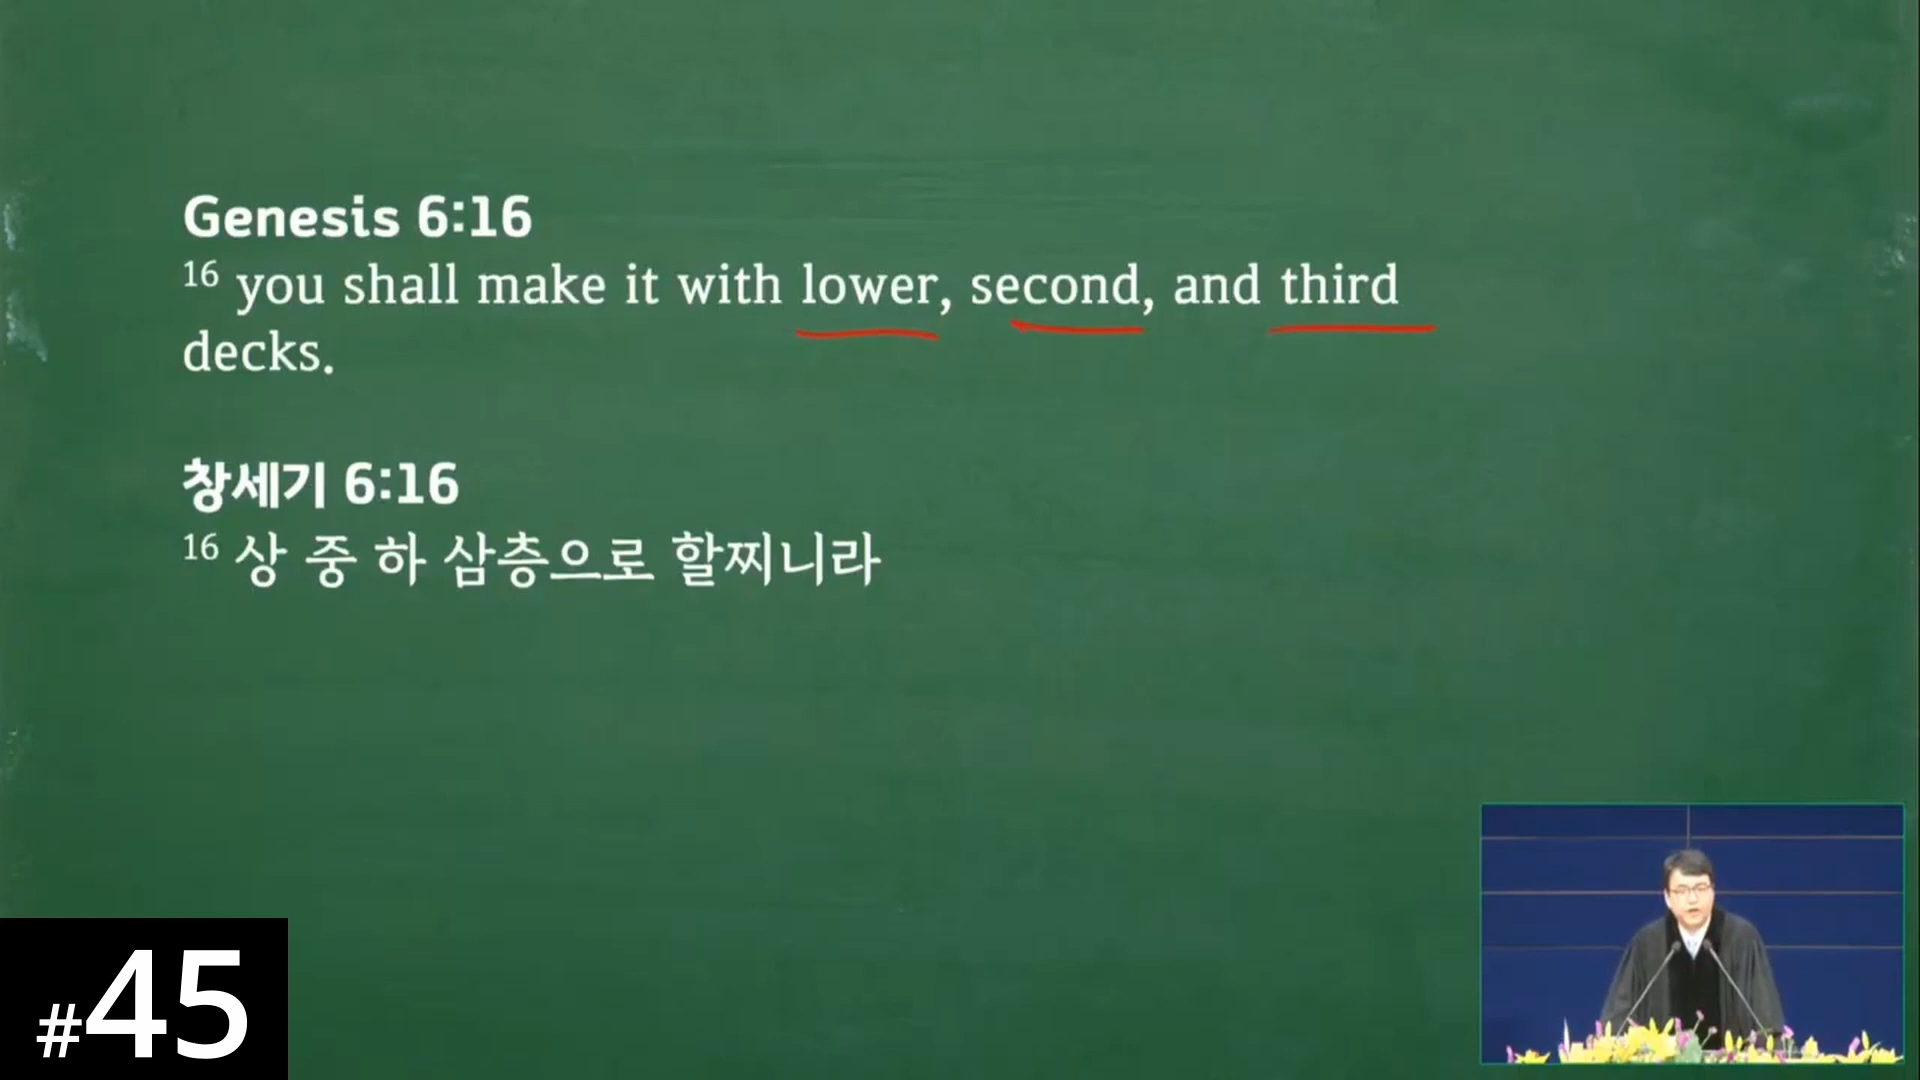 Genesis 6:16
16 you shall make it with lower, second, and third
decks.
창세기 6:16
16 상 중 하 삼층으로 할찌니라
#45